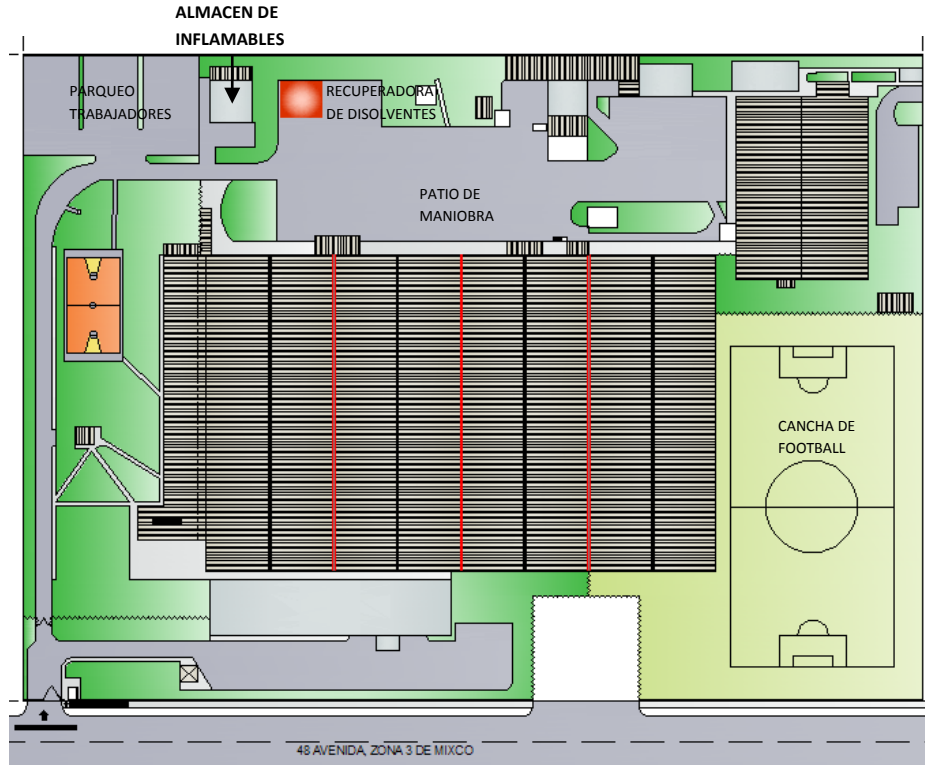 ALMACEN DE
INFLAMABLES
PARQUEO
TRABAJADORES
RECUPERADORA
DE DISOLVENTES
PATIO DE
MANIOBRA
CANCHA DE
FOOTBALL
48 AVENIDA, ZONA 3 DE MIXCO